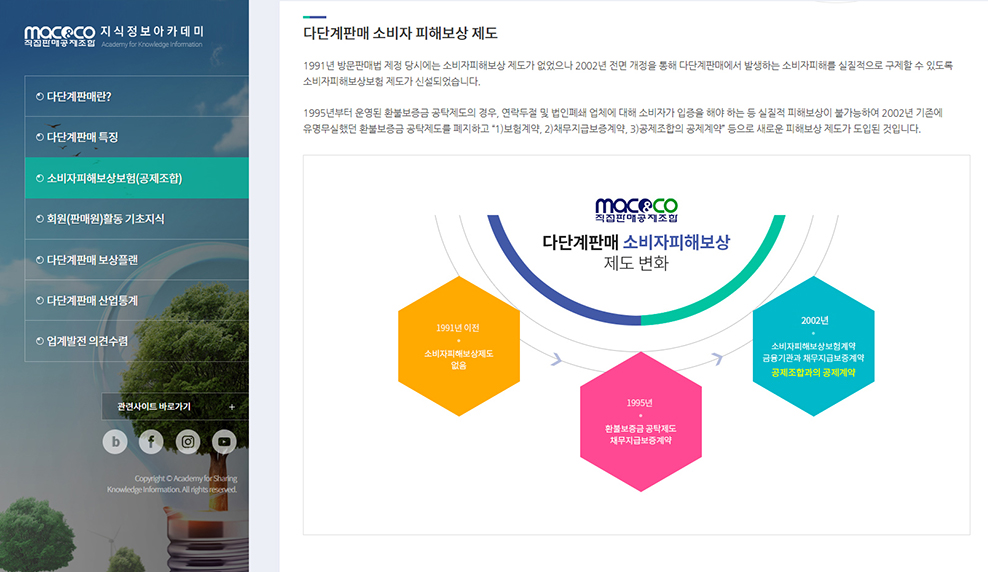 maco&co
직접판매공제조합
지식정보아카데미
Academy for Knowledge Information
다단계판매란?
다단계판매 특징
소비자피해보상보험(공제조합)
회원(판매원)활동 기초지식
다단계판매 보상플랜
다단계판매 산업통계
업계발전 의견수렴
관련사이트 바로가기 +
b f
Copyright © Academy for Sharing
Knowledge Information. All rights reserved.
다단계판매 소비자 피해보상 제도
1991년 방문판매법 제정 당시에는 소비자피해보상 제도가 없었으나 2002년 전면 개정을 통해 다단계판매에서 발생하는 소비자피해를 실질적으로 구제할 수 있도록
소비자피해보상보험 제도가 신설되었습니다.
1995년부터 운영된 환불보증금 공탁제도의 경우, 연락두절 및 법인폐쇄 업체에 대해 소비자가 입증을 해야 하는 등 실질적 피해보상이 불가능하여 2002년 기존에
유명무실했던 환불보증금 공탁제도를 폐지하고 "1)보험계약, 2)채무지급보증계약, 3)공제조합의 공제계약" 등으로 새로운 피해보상 제도가 도입된 것입니다.
maco&co
직접판매공제조합
다단계판매 소비자피해보상
제도 변화
1991년 이전
소비자피해보상제도
없음
1995년
환불보증금 공탁제도
채무지급보증계약
2002년
소비자피해보상보험계약
금융기관과 채무지급보증계약
공제조합과의 공제계약